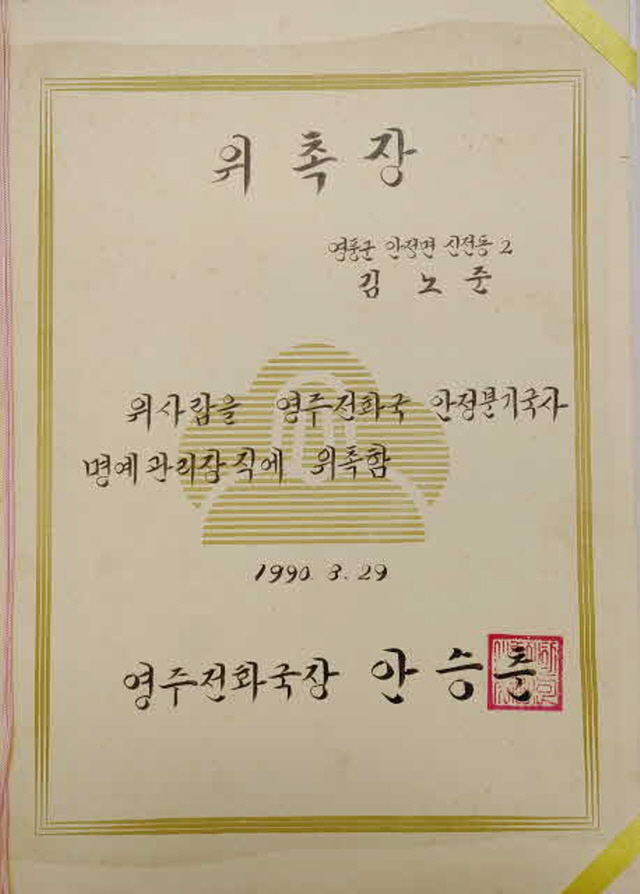 위촉장
영풍군 안정면 신전동 2
김노준
위사람을 영주전화국 안정분기국사
명예관리장직에 위촉함
1990. 3. 29
영주전화국장 안승춘